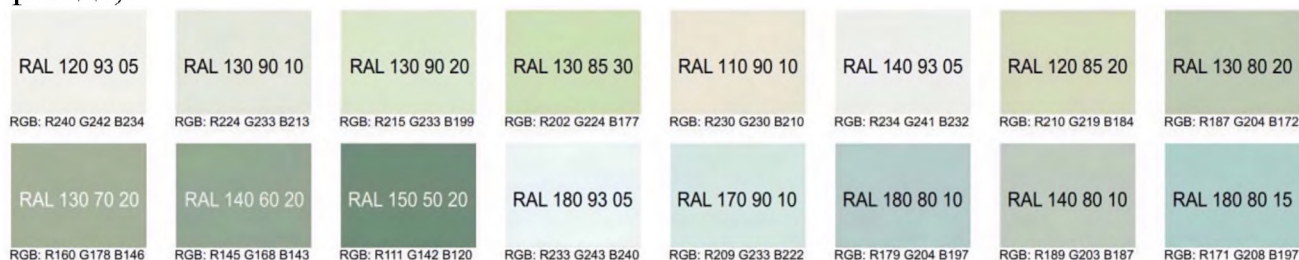 RAL 120 93 05 RAL 130 90 10 RAL 130 90 20 RAL 130 85 30 RAL 110 90 10 RAL 140 93 05 RAL 120 85 20 RAL 130 80 20
RGB: R240 G242 B234 RGB: R224 G233 B213 RGB: R215 G233 B199 RGB: R202 G224 B177 RGB: R230 G230 B210 RGB: R234 G241 B232 RGB: R210 G219 B184 RGB: R187 G204 B172
RAL 130 70 20 RAL 140 60 20 RAL 150 50 20 RAL 180 93 05 RAL 170 90 10 RAL 180 80 10 RAL 140 80 10 RAL 180 80 15
RGB: R160 G178 B146 RGB: R145 G168 B143 RGB: R111 G142 B120 RGB: R233 G243 B240 RGB: R209 G233 B222 RGB: R179 G204 B197 RGB: R189 G203 B187 RGB: R171 G208 B197